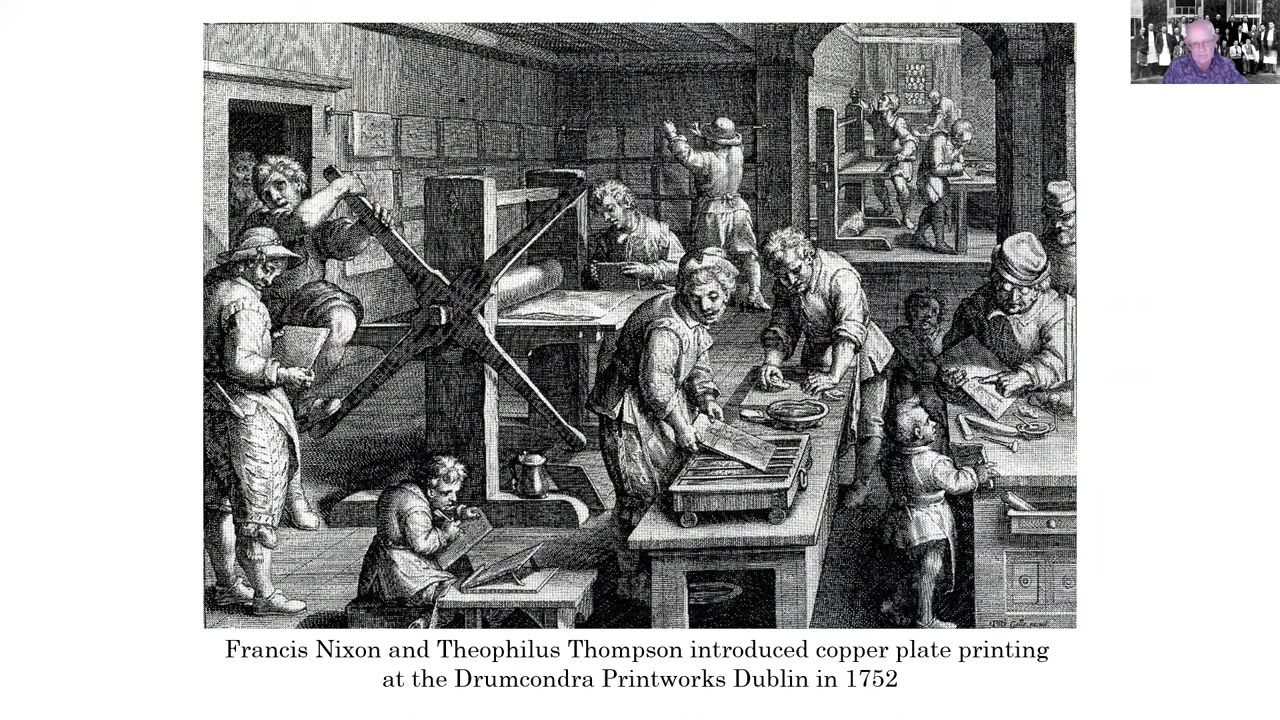 Francis Nixon and Theophilus Thompson introduced copper plate printing
at the Drumcondra Printworks Dublin in 1752